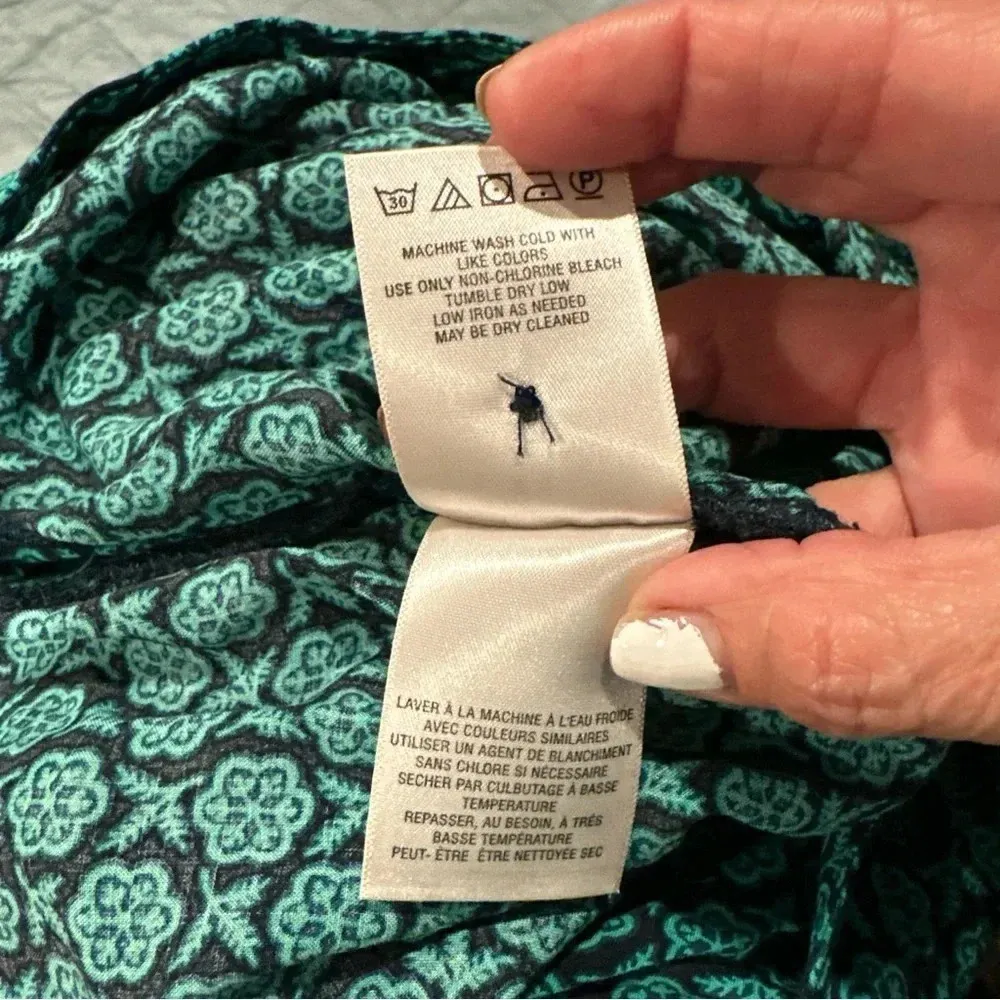 30 P
MACHINE WASH COLD WITH
LIKE COLORS
USE ONLY NON-CHLORINE BLEACH
TUMBLE DRY LOW
LOW IRON AS NEEDED
MAY BE DRY CLEANED
LAVER À LA MACHINE À L'EAU FROIDE
AVEC COULEURS SIMILAIRES
UTILISER UN AGENT DE BLANCHIMENT
SANS CHLORE SI NÉCESSAIRE
SECHER PAR CULBUTAGE À BASSE
TEMPERATURE
REPASSER, AU BESOIN, À TRÉS
BASSE TEMPÉRATURE
PEUT- ÊTRE ÊTRE NETTOYÉE SEC